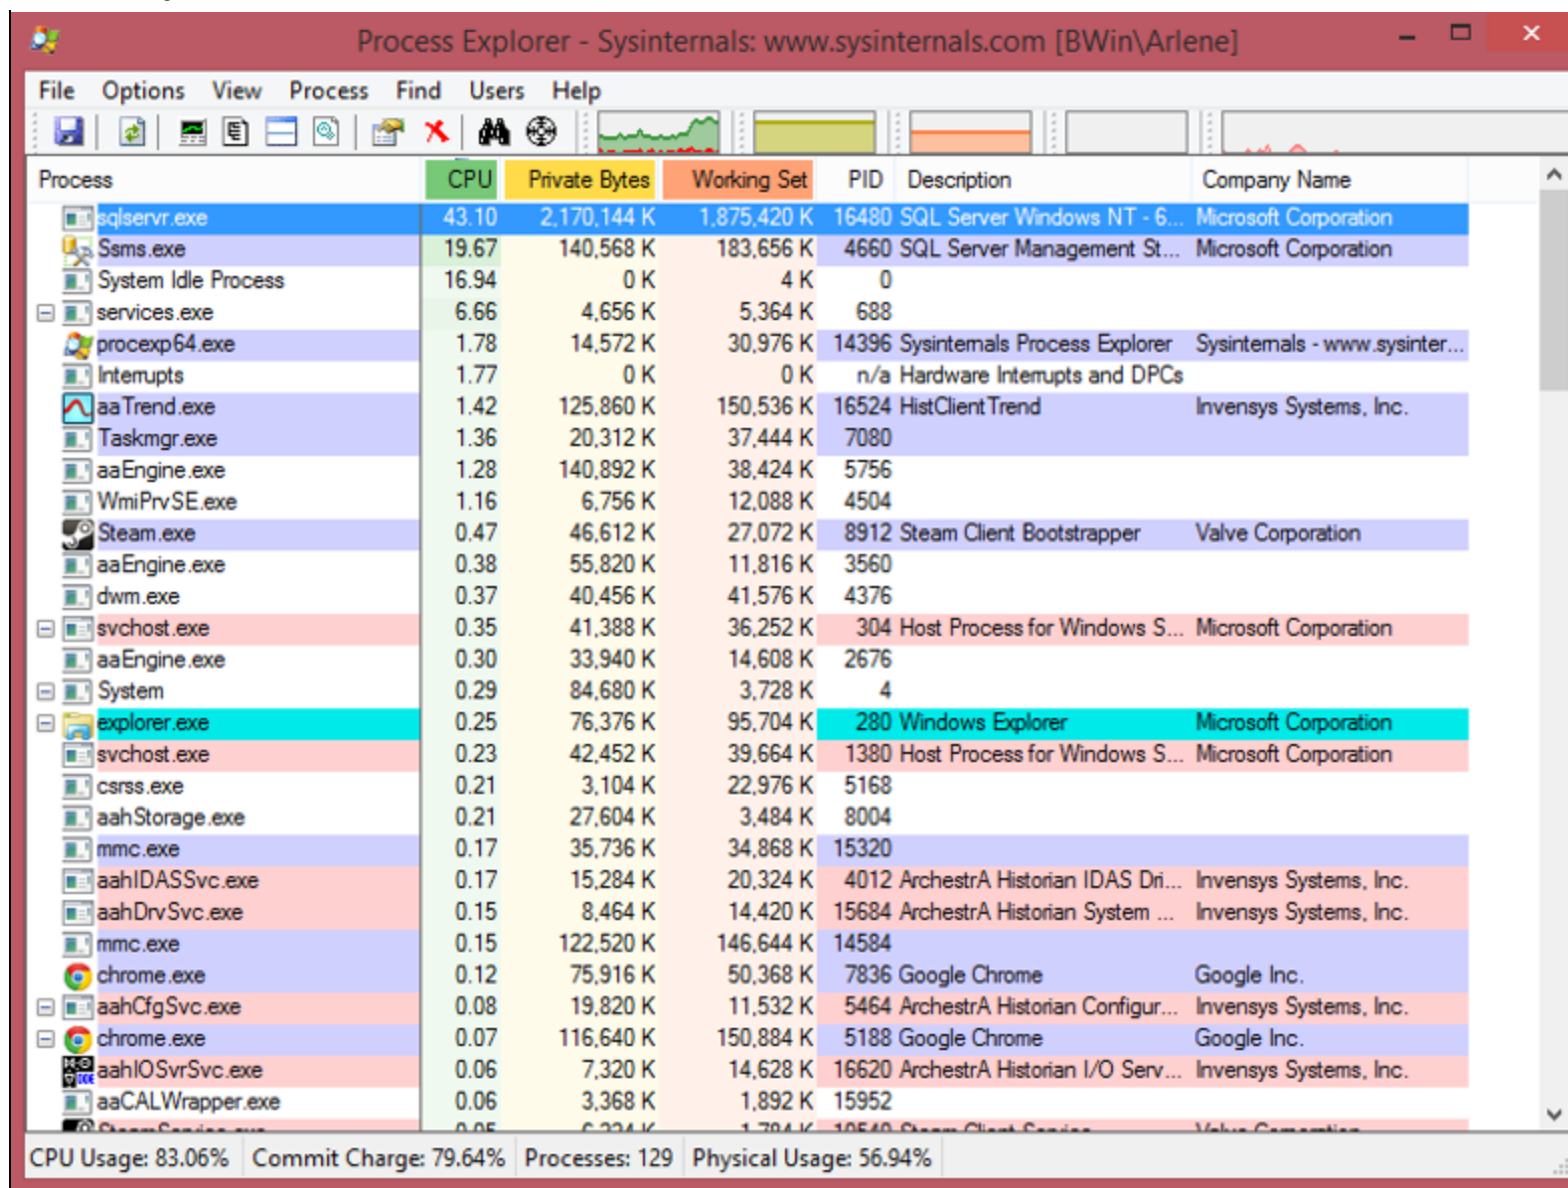 Process Explorer - Sysinternals: www.sysinternals.com [BWin\Arlene]
File Options View Process Find Users Help
Process CPU Private Bytes Working Set PID Description Company Name
sqlservr.exe 43.10 2,170,144 K 1,875,420 K 16480 SQL Server Windows NT - 6... Microsoft Corporation
Ssms.exe 19.67 140,568 K 183,656 K 4660 SQL Server Management St... Microsoft Corporation
System Idle Process 16.94 0 K 4 K 0
services.exe 6.66 4,656 K 5,364 K 688
procexp64.exe 1.78 14,572 K 30,976 K 14396 Sysinternals Process Explorer Sysinternals - www.sysinter...
Interrupts 1.77 0 K 0 K n/a Hardware Interrupts and DPCs
aaTrend.exe 1.42 125,860 K 150,536 K 16524 HistClientTrend Invensys Systems, Inc.
Taskmgr.exe 1.36 20,312 K 37,444 K 7080
aaEngine.exe 1.28 140,892 K 38,424 K 5756
WmiPrvSE.exe 1.16 6,756 K 12,088 K 4504
Steam.exe 0.47 46,612 K 27,072 K 8912 Steam Client Bootstrapper Valve Corporation
aaEngine.exe 0.38 55,820 K 11,816 K 3560
dwm.exe 0.37 40,456 K 41,576 K 4376
svchost.exe 0.35 41,388 K 36,252 K 304 Host Process for Windows S... Microsoft Corporation
aaEngine.exe 0.30 33,940 K 14,608 K 2676
System 0.29 84,680 K 3,728 K 4
explorer.exe 0.25 76,376 K 95,704 K 280 Windows Explorer Microsoft Corporation
svchost.exe 0.23 42,452 K 39,664 K 1380 Host Process for Windows S... Microsoft Corporation
csrss.exe 0.21 3,104 K 22,976 K 5168
aahStorage.exe 0.21 27,604 K 3,484 K 8004
mmc.exe 0.17 35,736 K 34,868 K 15320
aahIDASSvc.exe 0.17 15,284 K 20,324 K 4012 ArchestrA Historian IDAS Dri... Invensys Systems, Inc.
aahDrvSvc.exe 0.15 8,464 K 14,420 K 15684 ArchestrA Historian System ... Invensys Systems, Inc.
mmc.exe 0.15 122,520 K 146,644 K 14584
chrome.exe 0.12 75,916 K 50,368 K 7836 Google Chrome Google Inc.
aahCfgSvc.exe 0.08 19,820 K 11,532 K 5464 ArchestrA Historian Configur... Invensys Systems, Inc.
chrome.exe 0.07 116,640 K 150,884 K 5188 Google Chrome Google Inc.
aahIOSvrSvc.exe 0.06 7,320 K 14,628 K 16620 ArchestrA Historian I/O Serv... Invensys Systems, Inc.
aaCALWrapper.exe 0.06 3,368 K 1,892 K 15952
CPU Usage: 83.06% Commit Charge: 79.64% Processes: 129 Physical Usage: 56.94%